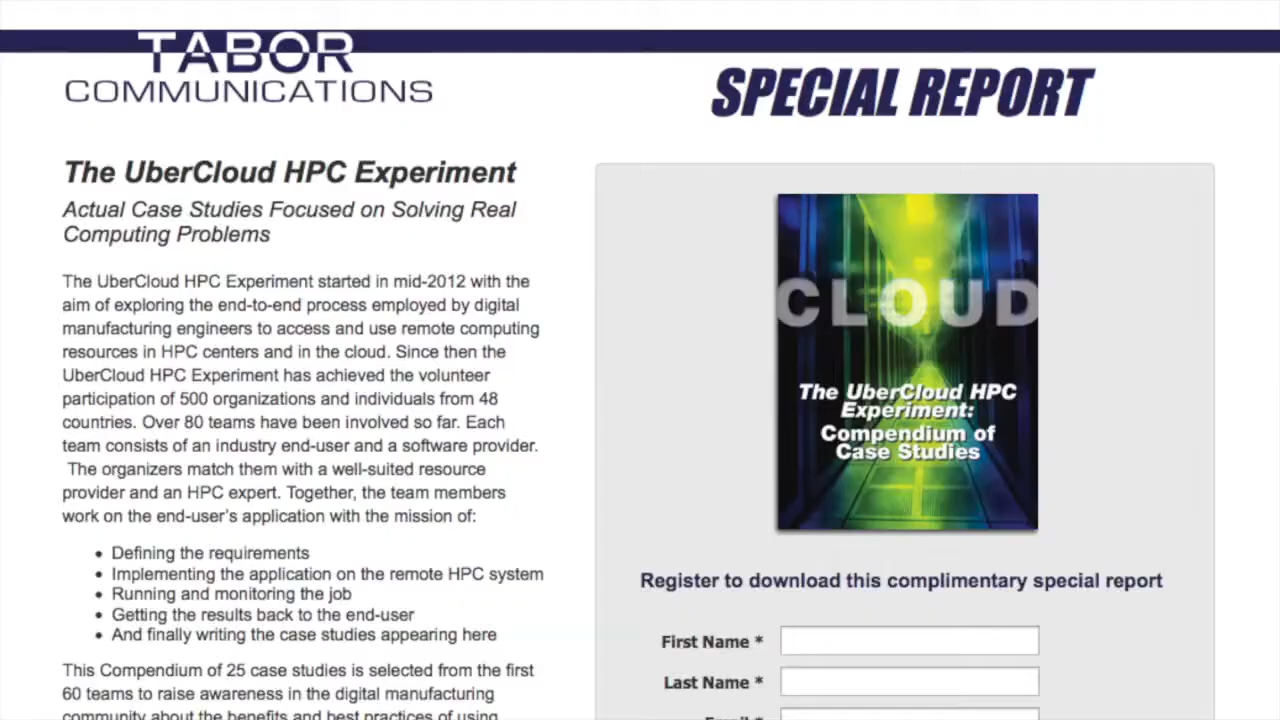 TABOR
COMMUNICATIONS
SPECIAL REPORT
The UberCloud HPC Experiment
Actual Case Studies Focused on Solving Real
Computing Problems
The UberCloud HPC Experiment started in mid-2012 with the
aim of exploring the end-to-end process employed by digital
manufacturing engineers to access and use remote computing
resources in HPC centers and in the cloud. Since then the
UberCloud HPC Experiment has achieved the volunteer
participation of 500 organizations and individuals from 48
countries. Over 80 teams have been involved so far. Each
team consists of an industry end-user and a software provider.
The organizers match them with a well-suited resource
provider and an HPC expert. Together, the team members
work on the end-user's application with the mission of:
• Defining the requirements
• Implementing the application on the remote HPC system
• Running and monitoring the job
• Getting the results back to the end-user
• And finally writing the case studies appearing here
This Compendium of 25 case studies is selected from the first
60 teams to raise awareness in the digital manufacturing
community about the benefits and best practices of using
CLOUD
The UberCloud HPC
Experiment:
Compendium of
Case Studies
Register to download this complimentary special report
First Name *
Last Name *
Email *